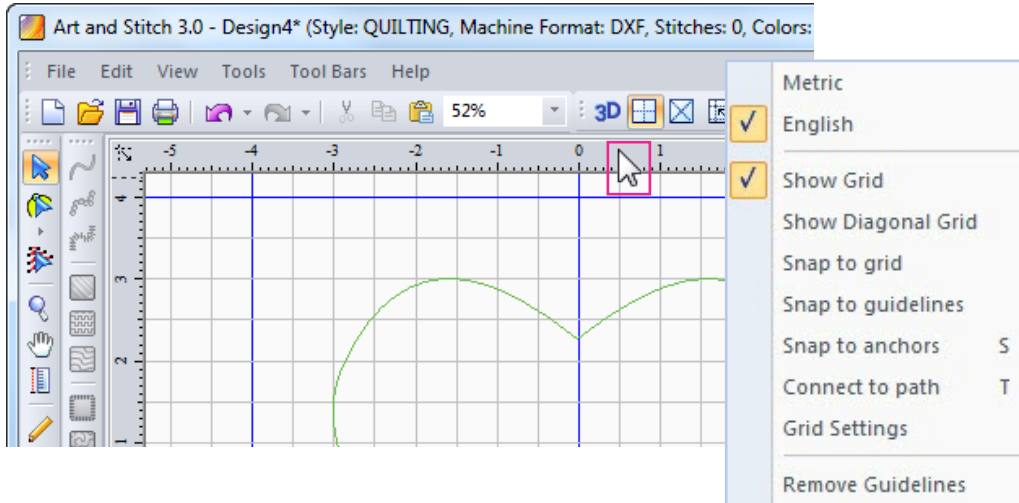 Art and Stitch 3.0 - Design4* (Style: QUILTING, Machine Format: DXF, Stitches: 0, Colors:
File Edit View Tools Tool Bars Help
52% 3D
-5 -4 -3 -2 -1 0 1
4
3
2
1
Metric
English
Show Grid
Show Diagonal Grid
Snap to grid
Snap to guidelines
Snap to anchors S
Connect to path T
Grid Settings
Remove Guidelines